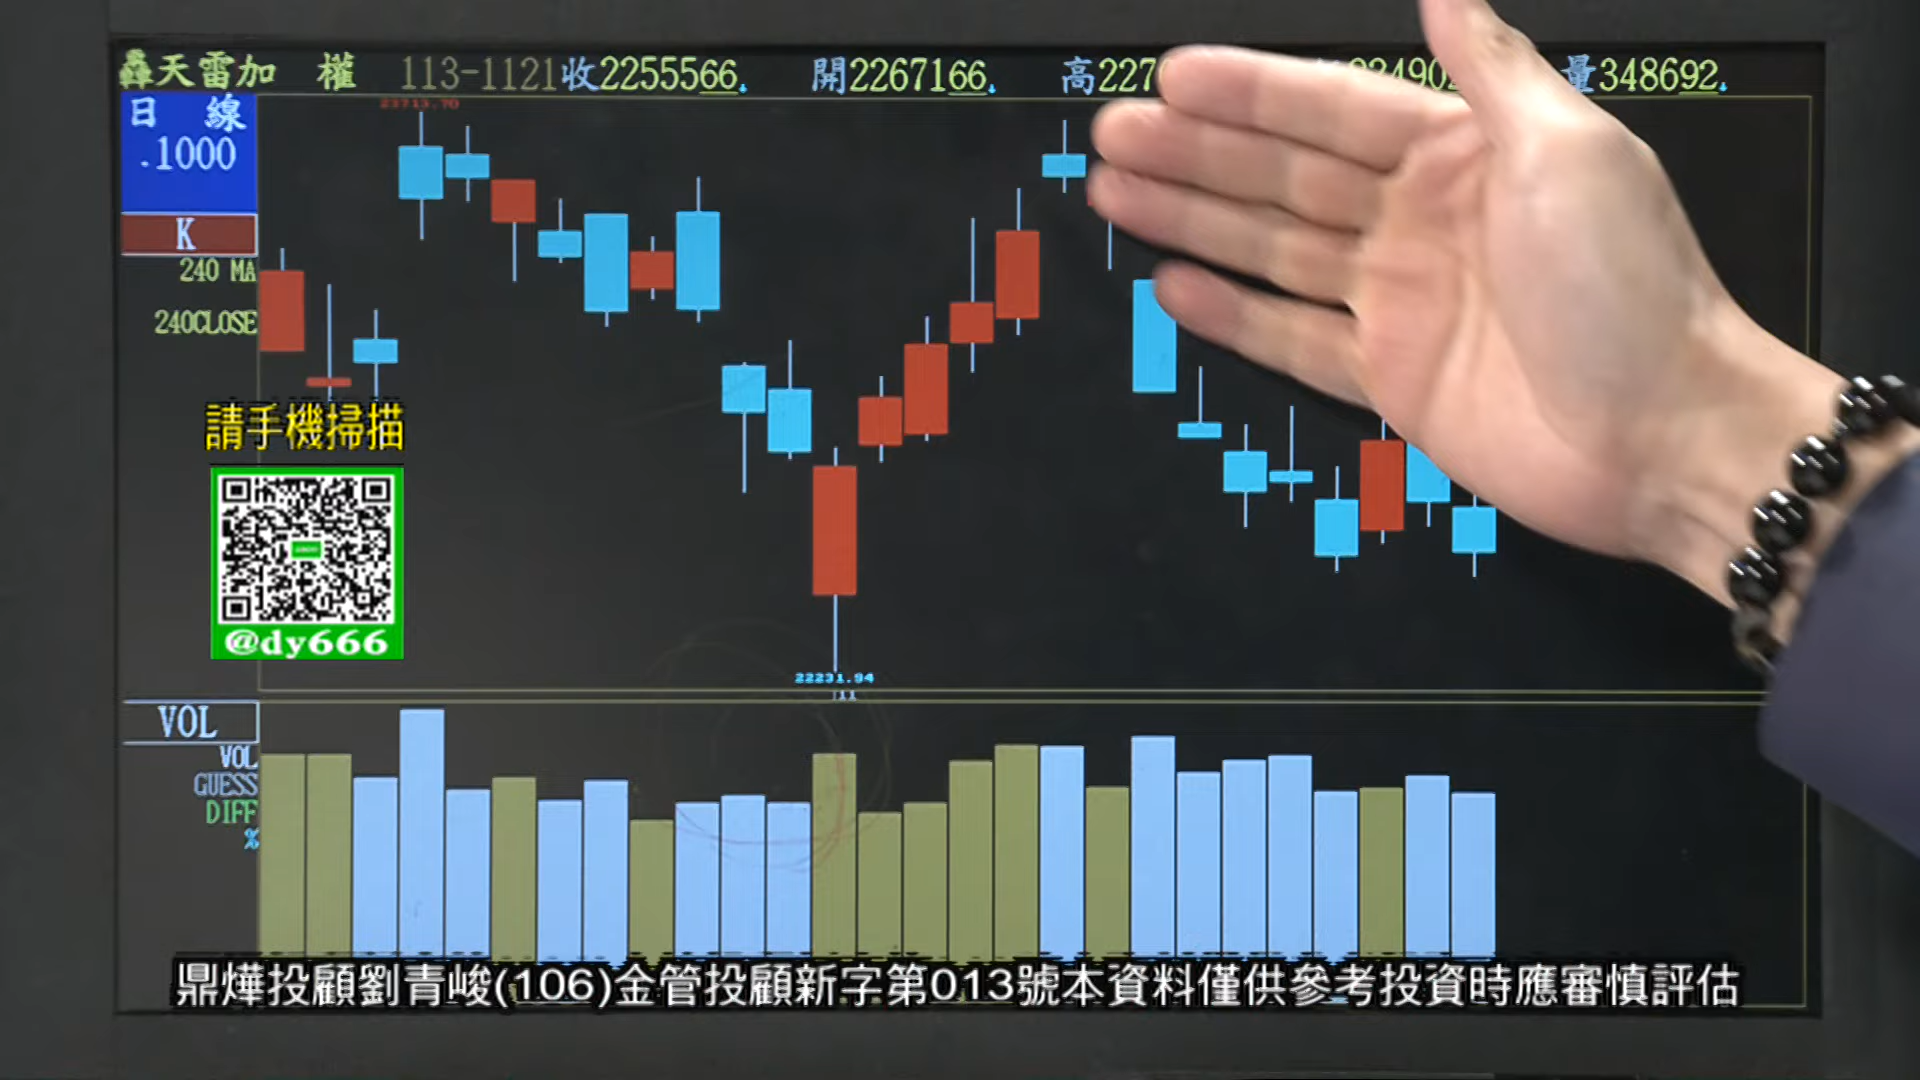 轟天雷加 權 113-1121收2255566. 開2267166. 高227 量348692.
日 線
.1000
23713.70
K
240 MA
240CLOSE
請手機掃描
@dy666
22231.94
11
VOL
VOL
GUESS
DIFF
%
鼎燁投顧劉青峻(106)金管投顧新字第013號本資料僅供參考投資時應審慎評估